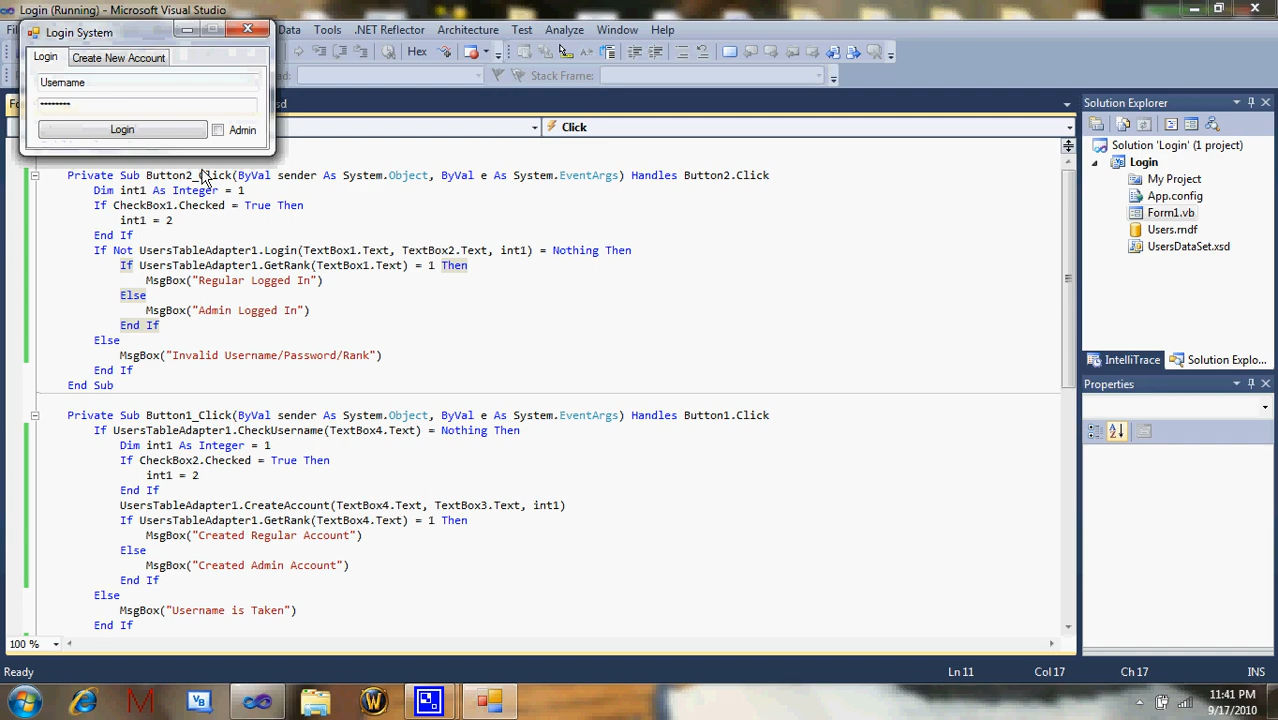 Login (Running) - Microsoft Visual Studio
Login System
Data Tools .NET Reflector Architecture Test Analyze Window Help
Login Create New Account
Hex
Username
Stack Frame:
Login Admin
Click
Private Sub Button2_Click(ByVal sender As System.Object, ByVal e As System.EventArgs) Handles Button2.Click
Dim int1 As Integer = 1
If CheckBox1.Checked = True Then
int1 = 2
End If
If Not UsersTableAdapter1.Login(TextBox1.Text, TextBox2.Text, int1) = Nothing Then
If UsersTableAdapter1.GetRank(TextBox1.Text) = 1 Then
MsgBox("Regular Logged In")
Else
MsgBox("Admin Logged In")
End If
Else
MsgBox("Invalid Username/Password/Rank")
End If
End Sub
Private Sub Button1_Click(ByVal sender As System.Object, ByVal e As System.EventArgs) Handles Button1.Click
If UsersTableAdapter1.CheckUsername(TextBox4.Text) = Nothing Then
Dim int1 As Integer = 1
If CheckBox2.Checked = True Then
int1 = 2
End If
UsersTableAdapter1.CreateAccount(TextBox4.Text, TextBox3.Text, int1)
If UsersTableAdapter1.GetRank(TextBox4.Text) = 1 Then
MsgBox("Created Regular Account")
Else
MsgBox("Created Admin Account")
End If
Else
MsgBox("Username is Taken")
End If
100 %
Solution Explorer
Solution 'Login' (1 project)
Login
My Project
App.config
Form1.vb
Users.mdf
UsersDataSet.xsd
IntelliTrace Solution Explo...
Properties
Ready Ln 11 Col 17 Ch 17 INS
11:41 PM
9/17/2010